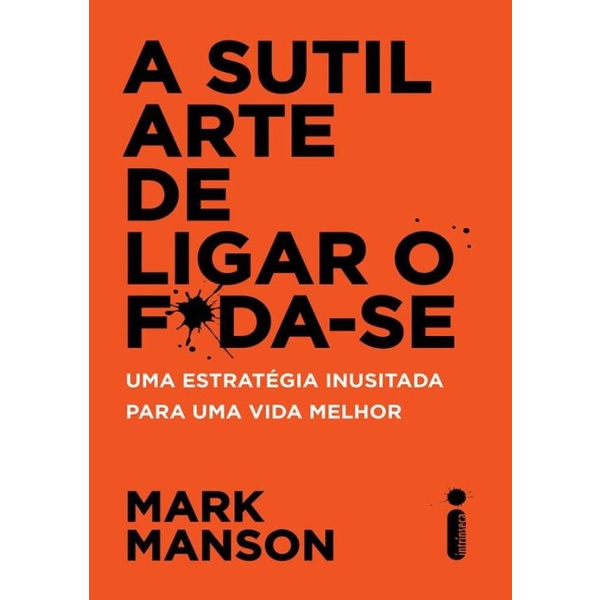 A SUTIL
ARTE
DE
LIGAR O
F*DA-SE
UMA ESTRATÉGIA INUSITADA
PARA UMA VIDA MELHOR
MARK
MANSON
intrínseca